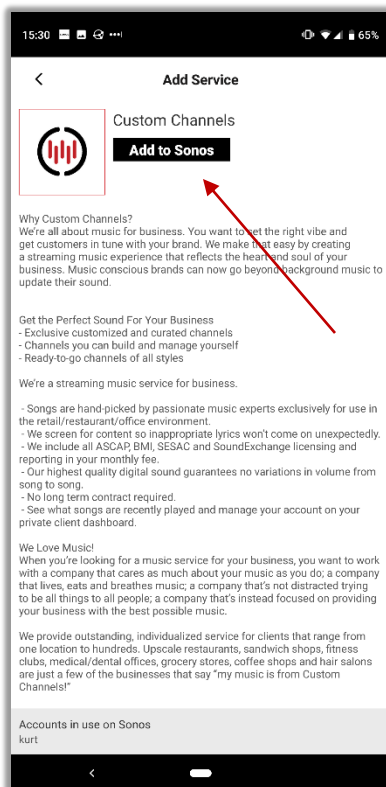 15:30 65%
Add Service
Custom Channels
Add to Sonos
Why Custom Channels?
We're all about music for business. You want to get the right vibe and
get customers in tune with your brand. We make that easy by creating
a streaming music experience that reflects the heart and soul of your
business. Music conscious brands can now go beyond background music to
update their sound.
Get the Perfect Sound For Your Business
- Exclusive customized and curated channels
- Channels you can build and manage yourself
- Ready-to-go channels of all styles
We're a streaming music service for business.
- Songs are hand-picked by passionate music experts exclusively for use in
the retail/restaurant/office environment.
- We screen for content so inappropriate lyrics won't come on unexpectedly.
- We include all ASCAP, BMI, SESAC and SoundExchange licensing and
reporting in your monthly fee.
- Our highest quality digital sound guarantees no variations in volume from
song to song.
- No long term contract required.
- See what songs are recently played and manage your account on your
private client dashboard.
We Love Music!
When you're looking for a music service for your business, you want to work
with a company that cares as much about your music as you do; a company
that lives, eats and breathes music; a company that's not distracted trying
to be all things to all people; a company that's instead focused on providing
your business with the best possible music.
We provide outstanding, individualized service for clients that range from
one location to hundreds. Upscale restaurants, sandwich shops, fitness
clubs, medical/dental offices, grocery stores, coffee shops and hair salons
are just a few of the businesses that say "my music is from Custom
Channels!"
Accounts in use on Sonos
kurt